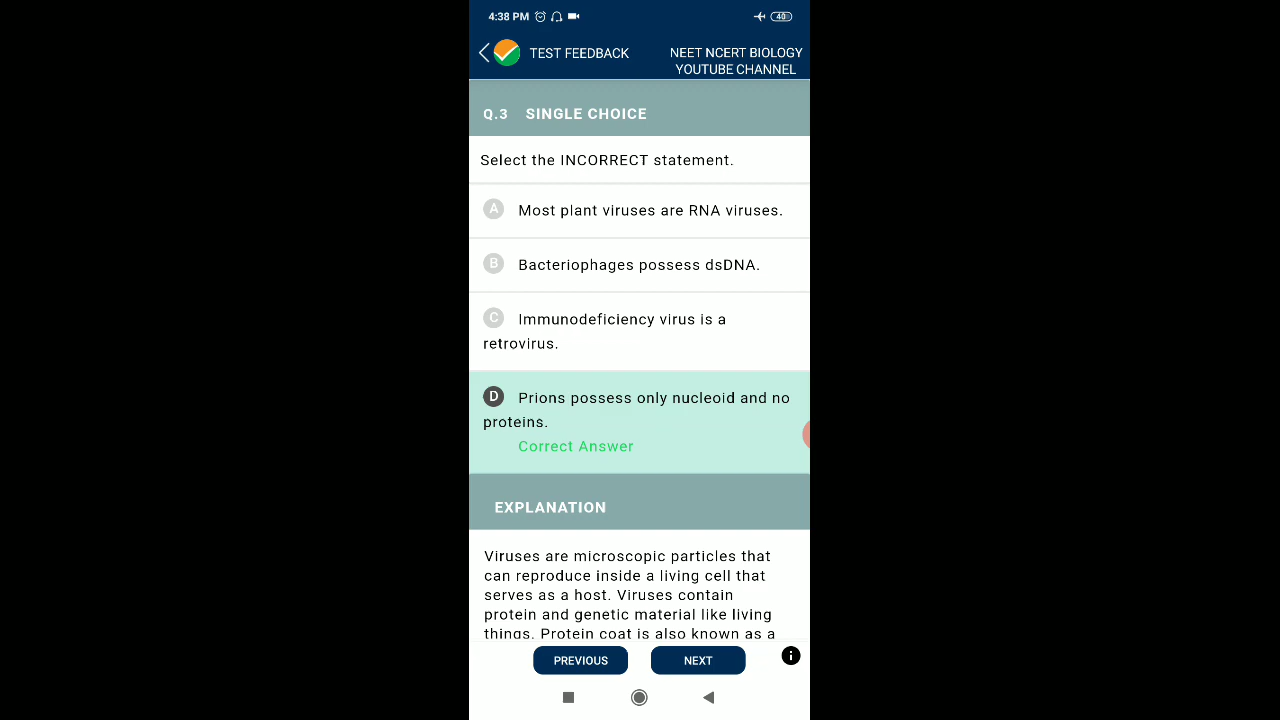 4:38 PM
40
TEST FEEDBACK
NEET NCERT BIOLOGY
YOUTUBE CHANNEL
Q.3 SINGLE CHOICE
Select the INCORRECT statement.
A Most plant viruses are RNA viruses.
B Bacteriophages possess dsDNA.
C Immunodeficiency virus is a
retrovirus.
D Prions possess only nucleoid and no
proteins.
Correct Answer
EXPLANATION
Viruses are microscopic particles that
can reproduce inside a living cell that
serves as a host. Viruses contain
protein and genetic material like living
things. Protein coat is also known as a
PREVIOUS NEXT